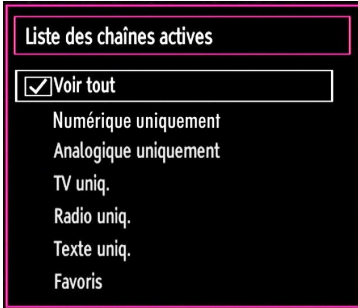 Liste des chaînes actives
Voir tout
Numérique uniquement
Analogique uniquement
TV uniq.
Radio uniq.
Texte uniq.
Favoris